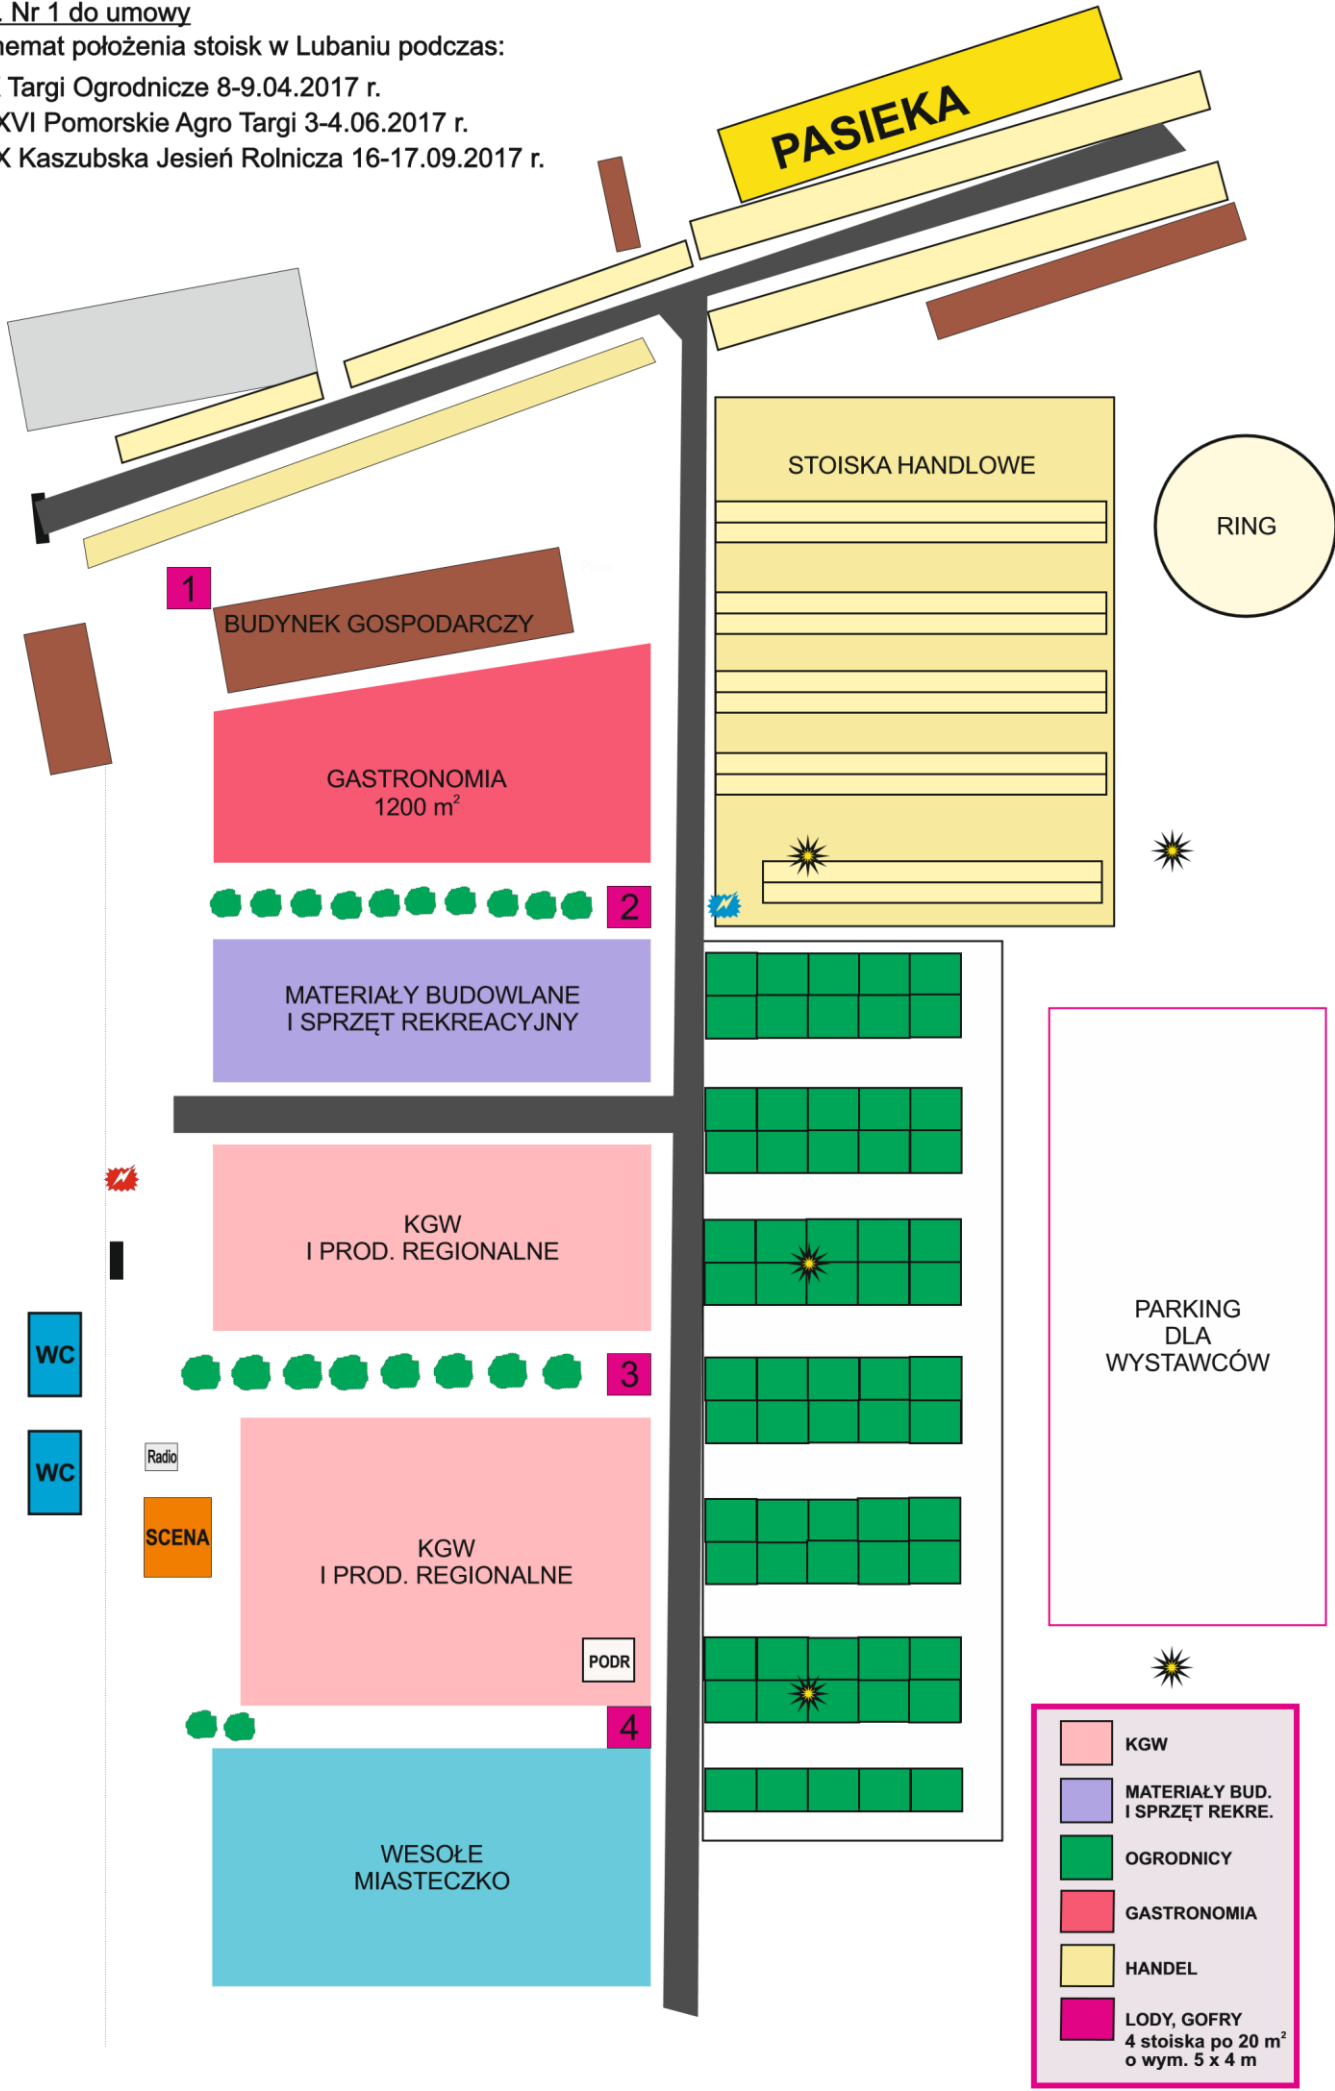 . Nr 1 do umowy
hemat położenia stoisk w Lubaniu podczas:
Targi Ogrodnicze 8-9.04.2017 r.
XVI Pomorskie Agro Targi 3-4.06.2017 r.
X Kaszubska Jesień Rolnicza 16-17.09.2017 r.
PASIEKA
STOISKA HANDLOWE
RING
1
BUDYNEK GOSPODARCZY
GASTRONOMIA
1200 m²
2
MATERIAŁY BUDOWLANE
I SPRZĘT REKREACYJNY
KGW
I PROD. REGIONALNE
PARKING
DLA
WYSTAWCÓW
WC
3
WC
Radio
SCENA
KGW
I PROD. REGIONALNE
PODR
4
WESOŁE
MIASTECZKO
KGW
MATERIAŁY BUD.
I SPRZĘT REKRE.
OGRODNICY
GASTRONOMIA
HANDEL
LODY, GOFRY
4 stoiska po 20 m²
o wym. 5 x 4 m